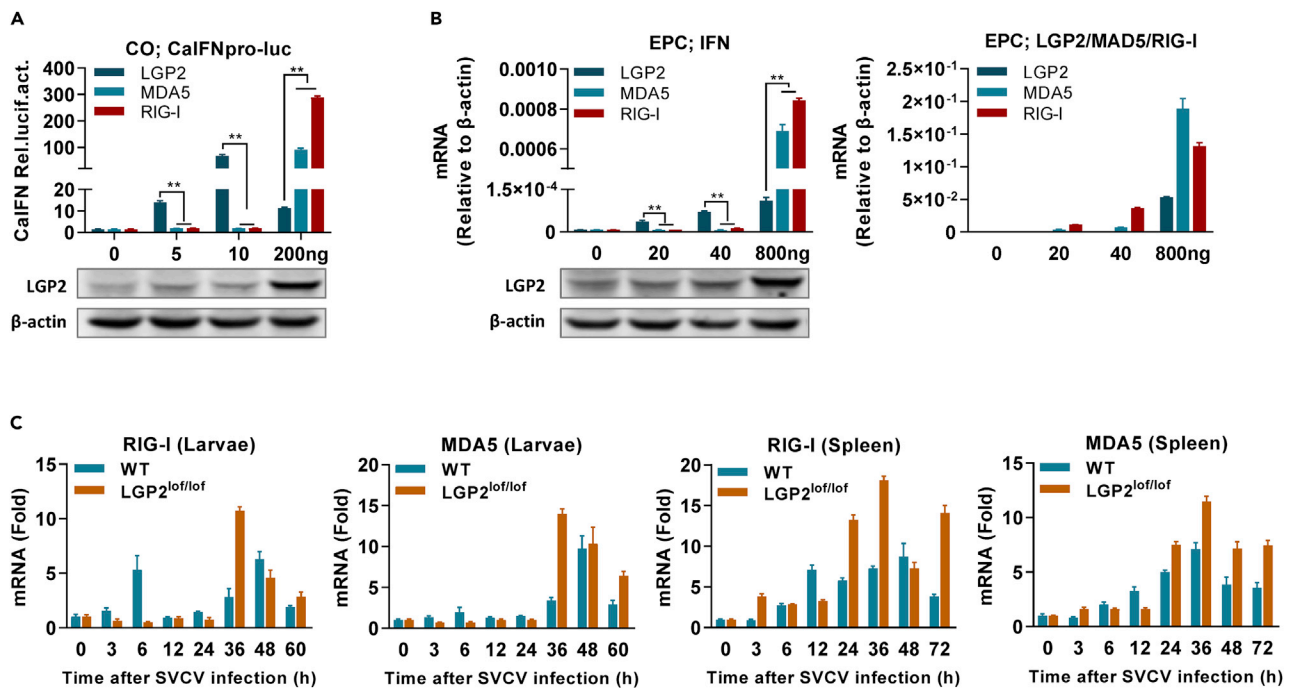 A
CO; CaIFNpro-luc
CaIFN Rel.lucif.act.
400
300
200
100
20
10
0
LGP2
MDA5
RIG-I
**
**
**
0 5 10 200ng
LGP2
β-actin
B
EPC; IFN
mRNA
(Relative to β-actin)
0.0010
0.0008
0.0006
1.5×10⁻⁴
0
LGP2
MDA5
RIG-I
**
**
**
0 20 40 800ng
LGP2
β-actin
EPC; LGP2/MAD5/RIG-I
mRNA
(Relative to β-actin)
2.5×10⁻¹
2×10⁻¹
1.5×10⁻¹
1×10⁻¹
5×10⁻²
0
LGP2
MDA5
RIG-I
0 20 40 800ng
C
RIG-I (Larvae)
mRNA (Fold)
15
10
5
0
WT
LGP2lof/lof
0 3 6 12 24 36 48 60
Time after SVCV infection (h)
MDA5 (Larvae)
mRNA (Fold)
20
15
10
5
0
WT
LGP2lof/lof
0 3 6 12 24 36 48 60
Time after SVCV infection (h)
RIG-I (Spleen)
mRNA (Fold)
20
15
10
5
0
WT
LGP2lof/lof
0 3 6 12 24 36 48 72
Time after SVCV infection (h)
MDA5 (Spleen)
mRNA (Fold)
15
10
5
0
WT
LGP2lof/lof
0 3 6 12 24 36 48 72
Time after SVCV infection (h)